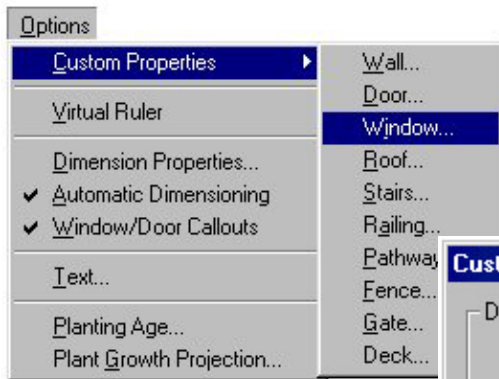 Options
Custom Properties
Virtual Ruler
Dimension Properties...
Automatic Dimensioning
Window/Door Callouts
Text...
Planting Age...
Plant Growth Projection...
Wall...
Door...
Window...
Roof...
Stairs...
Railing...
Pathway
Fence...
Gate...
Deck...
Cust
D